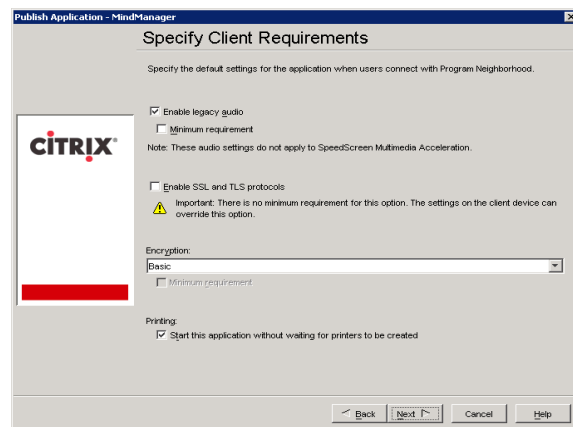 Publish Application - MindManager
Specify Client Requirements
Specify the default settings for the application when users connect with Program Neighborhood.
Enable legacy audio
Minimum requirement
CITRIX®
Note: These audio settings do not apply to SpeedScreen Multimedia Acceleration.
Enable SSL and TLS protocols
Important: There is no minimum requirement for this option. The settings on the client device can
override this option.
Encryption:
Basic
Minimum requirement
Printing:
Start this application without waiting for printers to be created
Back Next Cancel Help